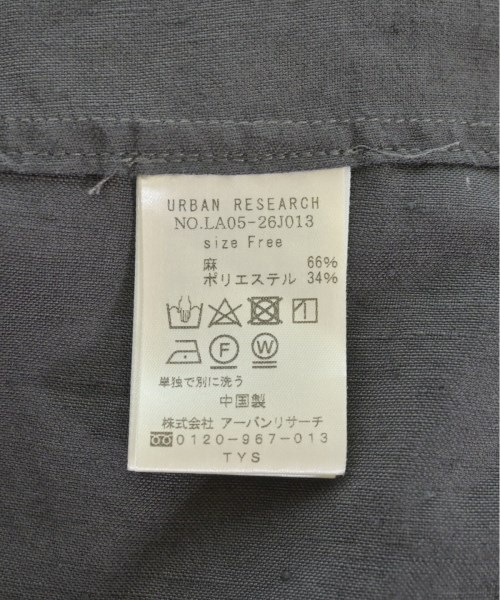 URBAN RESEARCH
NO.LA05-26J013
size Free
麻 66%
ポリエステル 34%
F W
単独で別に洗う
中国製
株式会社 アーバンリサーチ
0120-967-013
TYS